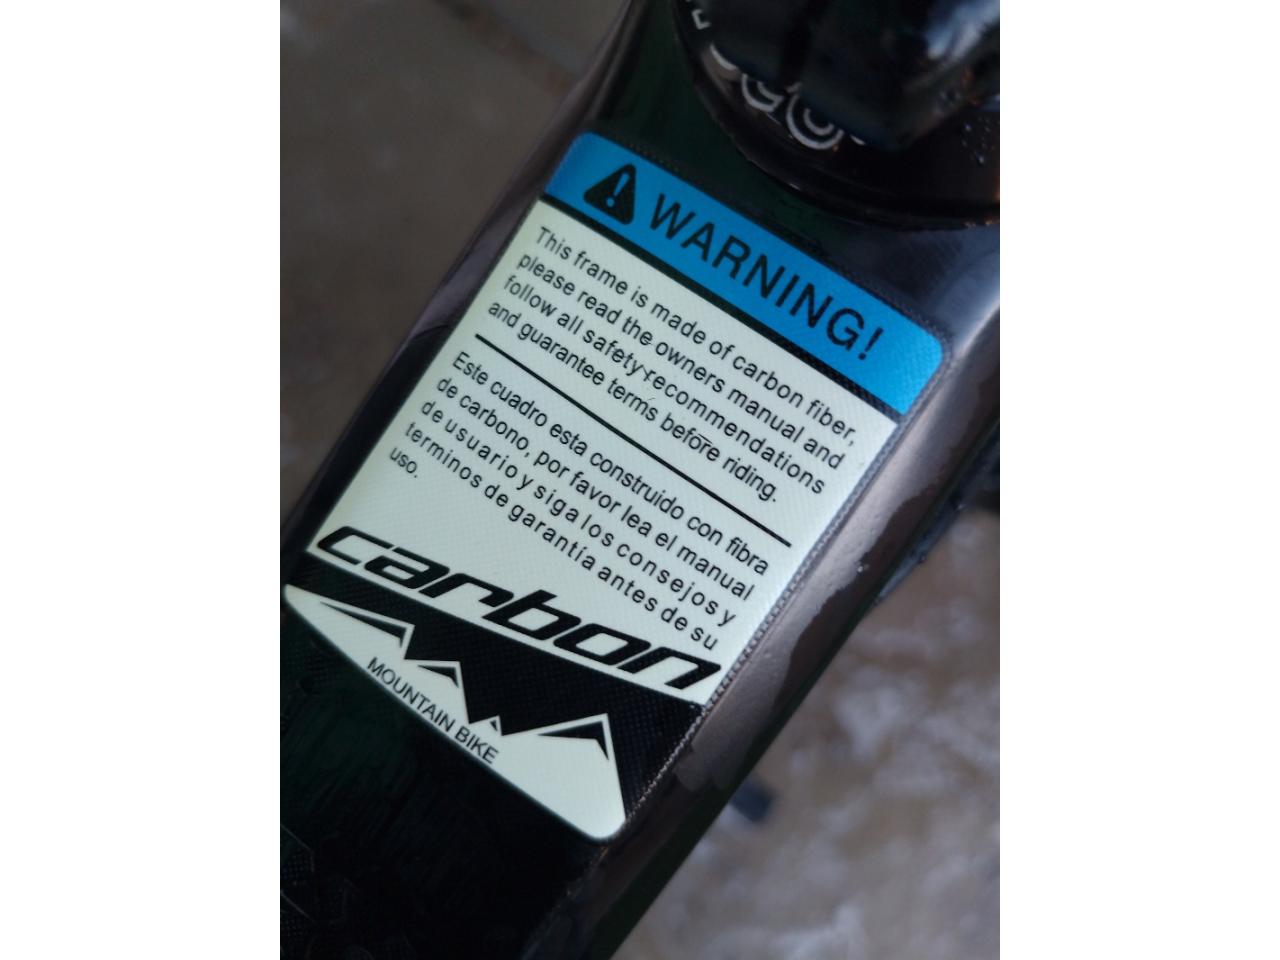 WARNING!
This frame is made of carbon fiber,
please read the owners manual and
follow all safety recommendations
and guarantee terms before riding.
Este cuadro esta construido con fibra
de carbono, por favor lea el manual
de usuario y siga los consejos y
terminos de garantía antes de su
uso.
carbon
MOUNTAIN BIKE